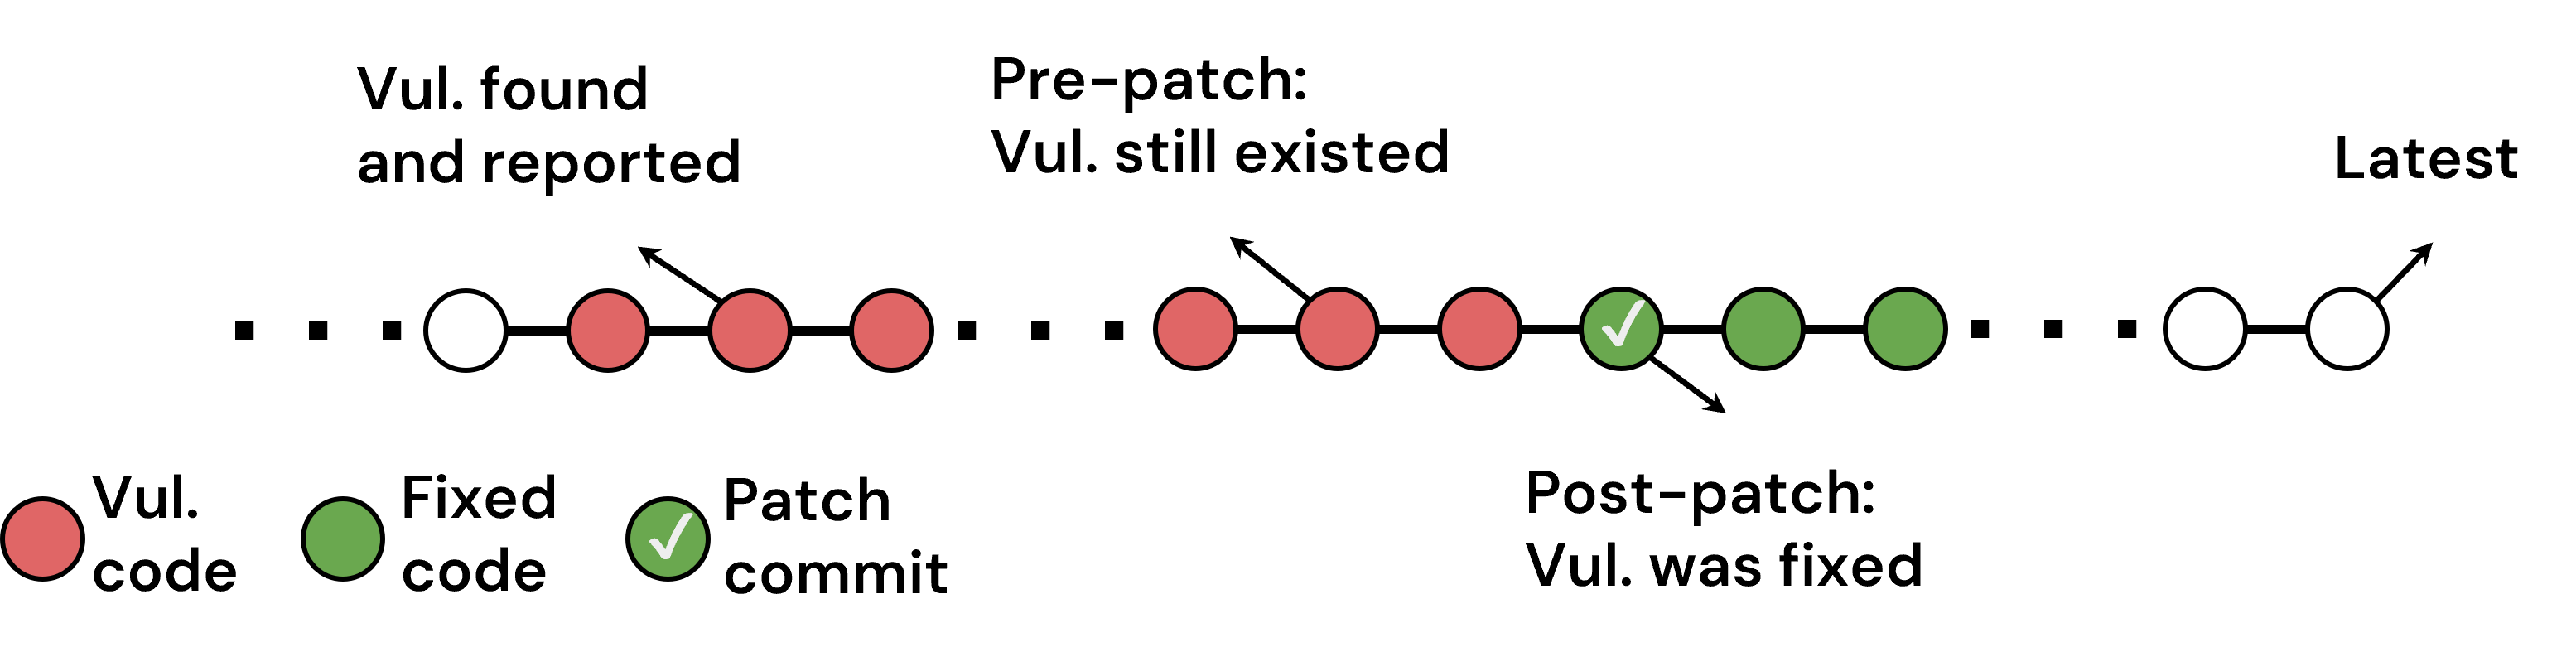 Vul. found
and reported
Pre-patch:
Vul. still existed
Latest
Vul.
code
Fixed
code
Patch
commit
Post-patch:
Vul. was fixed